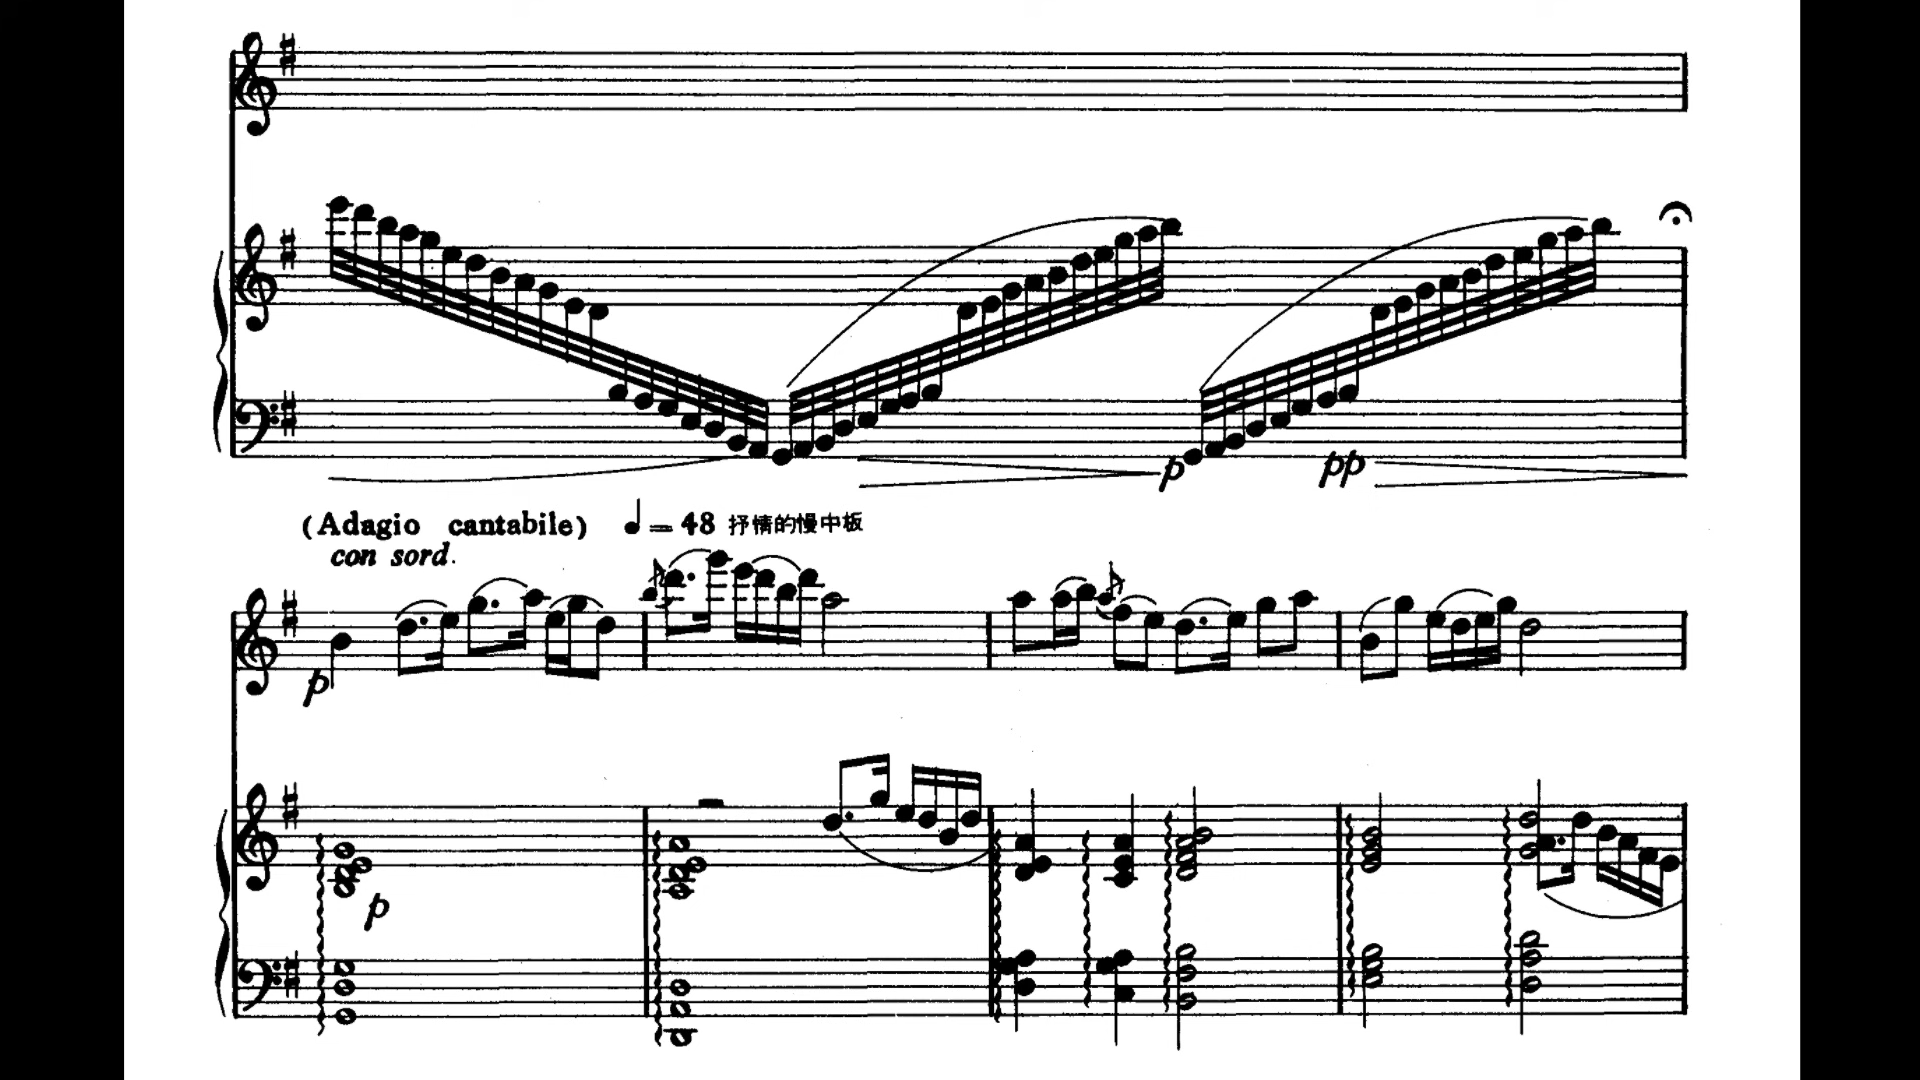 p
pp
(Adagio cantabile) ♩= 48 抒情的慢中板
con sord.
p
p